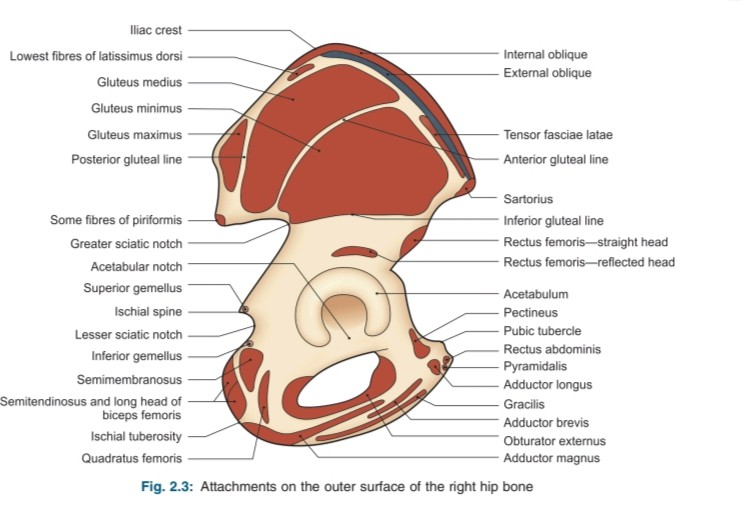 Iliac crest
Lowest fibres of latissimus dorsi
Gluteus medius
Gluteus minimus
Gluteus maximus
Posterior gluteal line
Some fibres of piriformis
Greater sciatic notch
Acetabular notch
Superior gemellus
Ischial spine
Lesser sciatic notch
Inferior gemellus
Semimembranosus
Semitendinosus and long head of
biceps femoris
Ischial tuberosity
Quadratus femoris
Internal oblique
External oblique
Tensor fasciae latae
Anterior gluteal line
Sartorius
Inferior gluteal line
Rectus femoris—straight head
Rectus femoris—reflected head
Acetabulum
Pectineus
Pubic tubercle
Rectus abdominis
Pyramidalis
Adductor longus
Gracilis
Adductor brevis
Obturator externus
Adductor magnus
Fig. 2.3: Attachments on the outer surface of the right hip bone